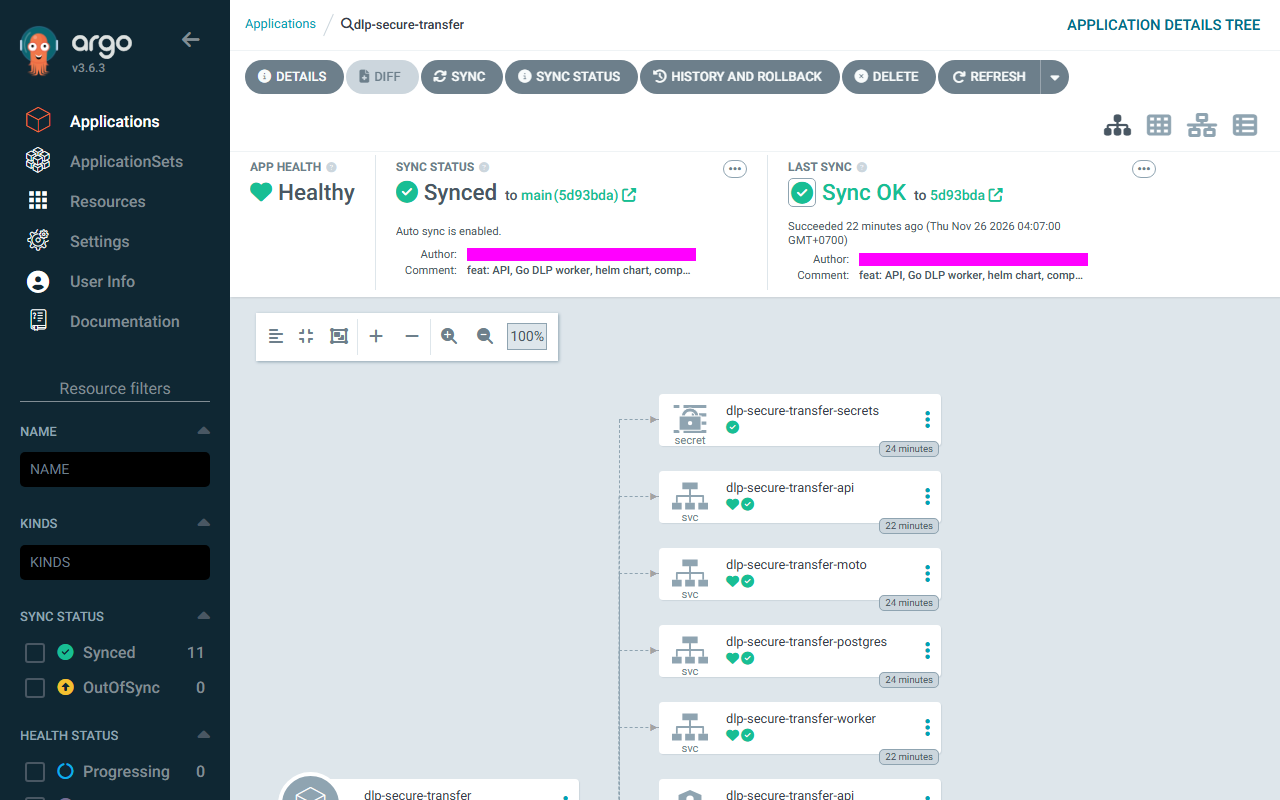 argo
v3.6.3
Applications
ApplicationSets
Resources
Settings
User Info
Documentation
Resource filters
NAME
NAME
KINDS
KINDS
SYNC STATUS
Synced 11
OutOfSync 0
HEALTH STATUS
Progressing 0
Applications / dlp-secure-transfer
APPLICATION DETAILS TREE
DETAILS
DIFF
SYNC
SYNC STATUS
HISTORY AND ROLLBACK
DELETE
REFRESH
APP HEALTH
Healthy
SYNC STATUS
Synced to main (5d93bda)
Auto sync is enabled.
Author:
Comment: feat: API, Go DLP worker, helm chart, comp...
LAST SYNC
Sync OK to 5d93bda
Succeeded 22 minutes ago (Thu Nov 26 2026 04:07:00
GMT+0700)
Author:
Comment: feat: API, Go DLP worker, helm chart, comp...
100%
dlp-secure-transfer-secrets
secret
24 minutes
dlp-secure-transfer-api
svc
22 minutes
dlp-secure-transfer-moto
svc
24 minutes
dlp-secure-transfer-postgres
svc
24 minutes
dlp-secure-transfer-worker
svc
22 minutes
dlp-secure-transfer
dlp-secure-transfer-api